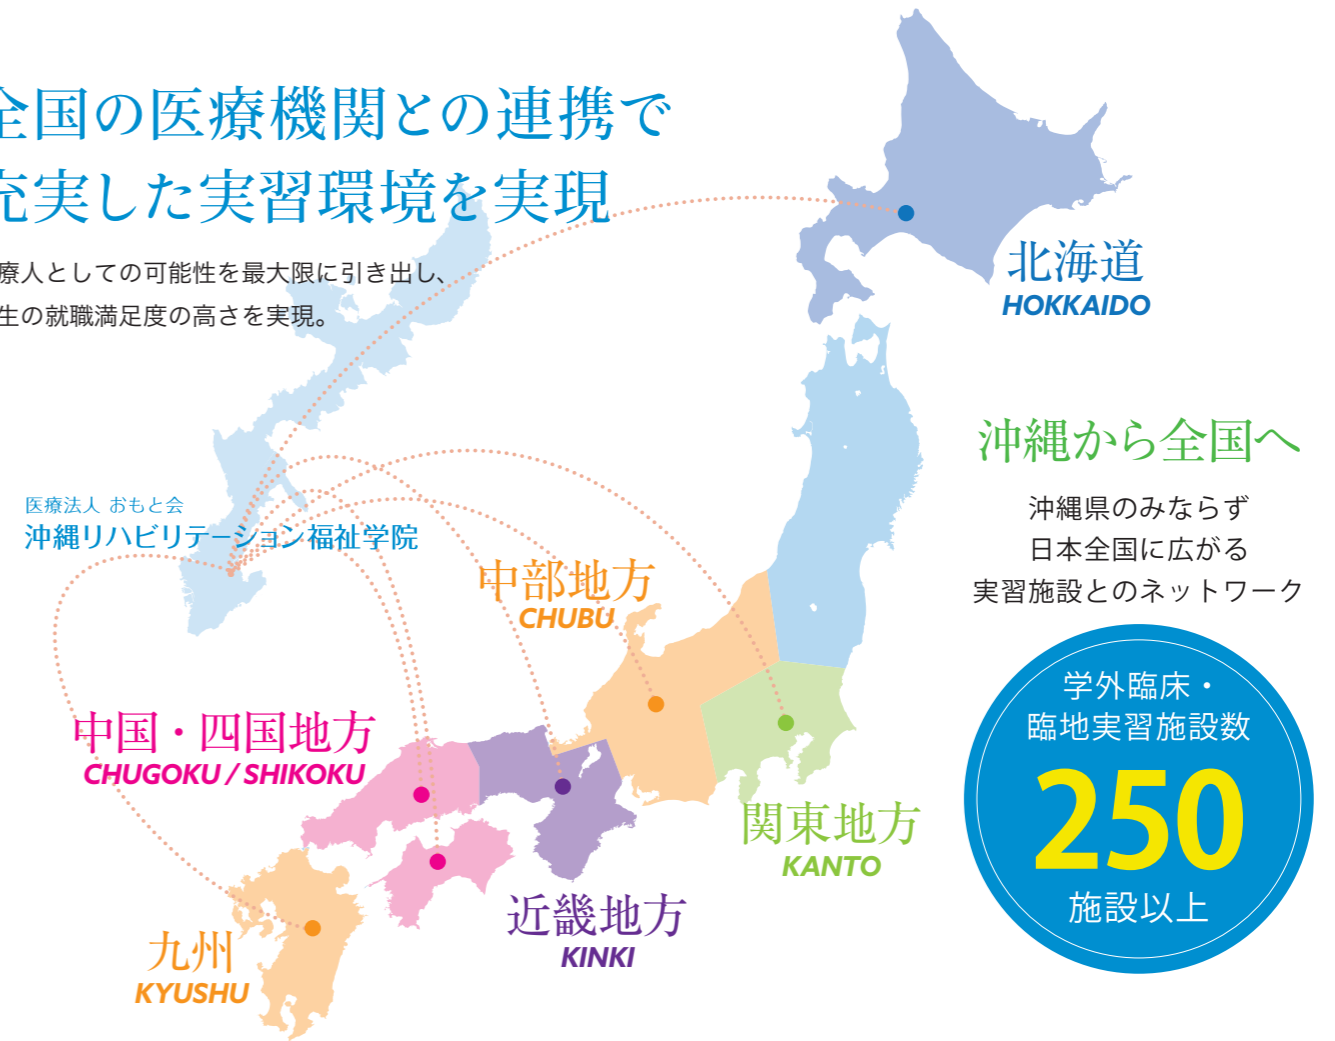 全国の医療機関との連携で
充実した実習環境を実現
療人としての可能性を最大限に引き出し、
生の就職満足度の高さを実現。
北海道
HOKKAIDO
沖縄から全国へ
沖縄県のみならず
日本全国に広がる
実習施設とのネットワーク
医療法人 おもと会
沖縄リハビリテーション福祉学院
中部地方
CHUBU
学外臨床・
臨地実習施設数
250
施設以上
中国・四国地方
CHUGOKU / SHIKOKU
関東地方
KANTO
近畿地方
KINKI
九州
KYUSHU